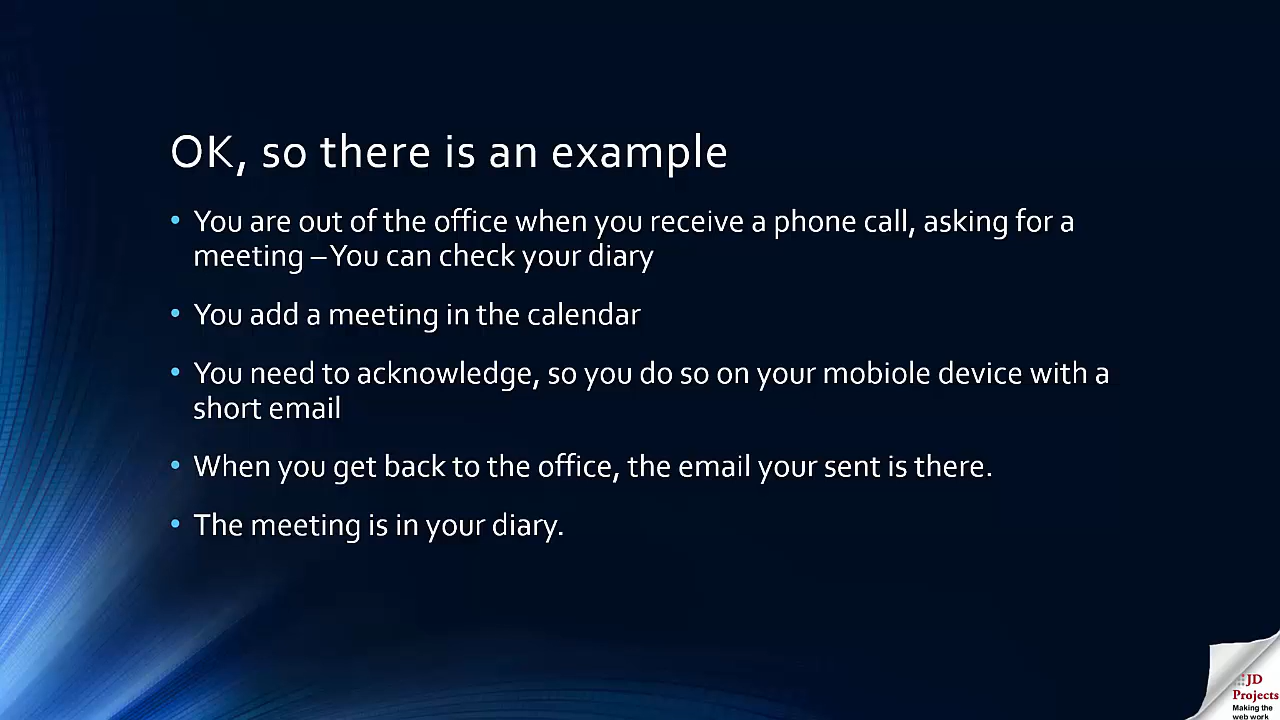 OK, so there is an example
• You are out of the office when you receive a phone call, asking for a
meeting – You can check your diary
• You add a meeting in the calendar
• You need to acknowledge, so you do so on your mobiole device with a
short email
• When you get back to the office, the email your sent is there.
• The meeting is in your diary.
JD
Projects
Making the
web work